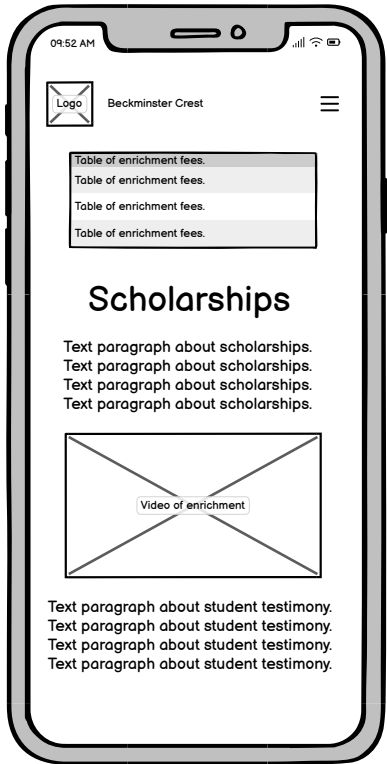 09:52 AM
Logo
Beckminster Crest
Table of enrichment fees.
Table of enrichment fees.
Table of enrichment fees.
Table of enrichment fees.
Scholarships
Text paragraph about scholarships.
Text paragraph about scholarships.
Text paragraph about scholarships.
Text paragraph about scholarships.
Video of enrichment
Text paragraph about student testimony.
Text paragraph about student testimony.
Text paragraph about student testimony.
Text paragraph about student testimony.